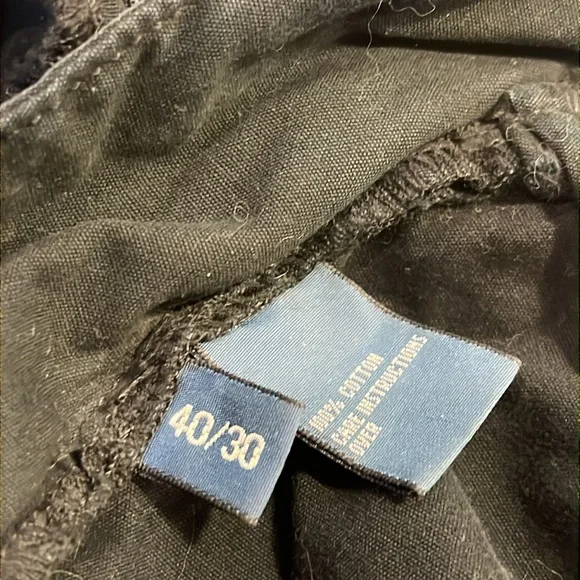 40/30
100% COTTON
CARE INSTRUCTIONS
OVER